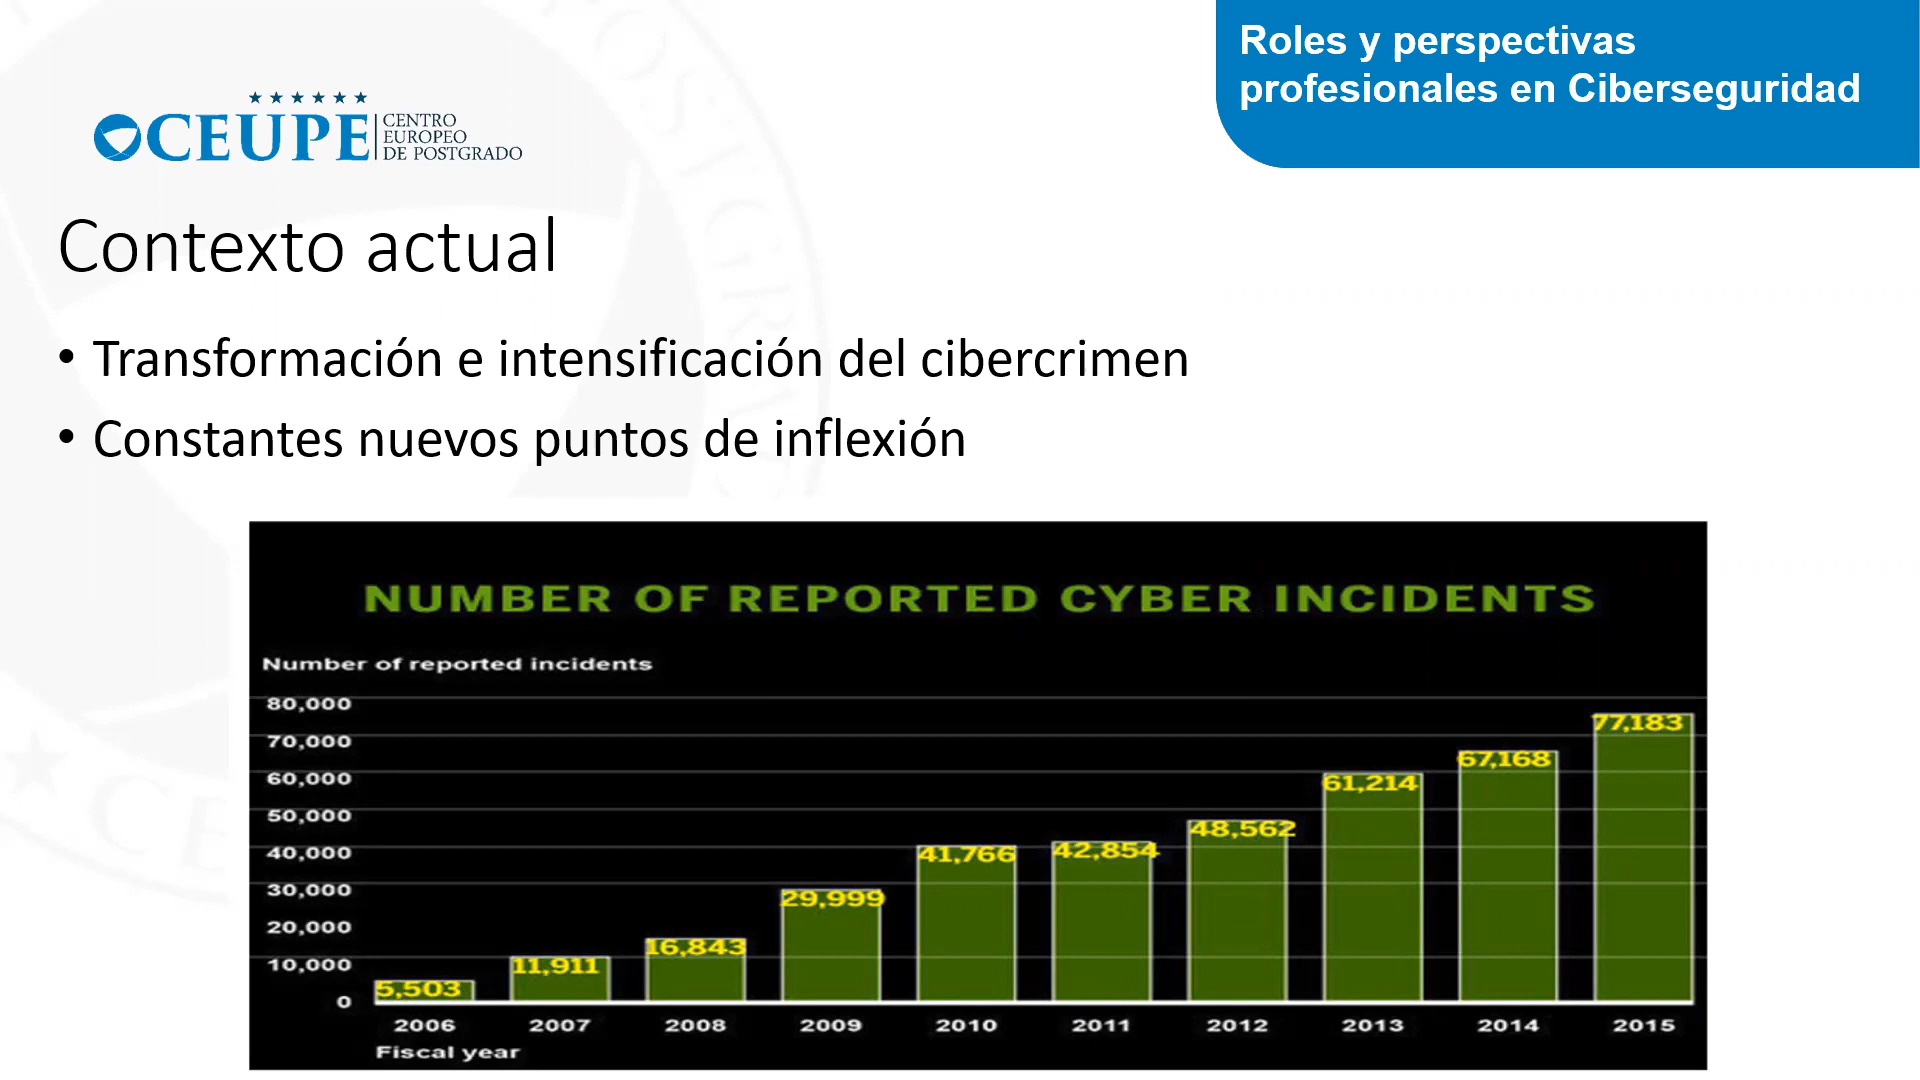 Roles y perspectivas
profesionales en Ciberseguridad
CEUPE
CENTRO
EUROPEO
DE POSTGRADO
Contexto actual
• Transformación e intensificación del cibercrimen
• Constantes nuevos puntos de inflexión
NUMBER OF REPORTED CYBER INCIDENTS
Number of reported incidents
80,000
70,000
60,000
50,000
40,000
30,000
20,000
10,000
0
5,503
11,911
16,843
29,999
41,766
42,854
48,562
61,214
67,168
77,183
2006 2007 2008 2009 2010 2011 2012 2013 2014 2015
Fiscal year